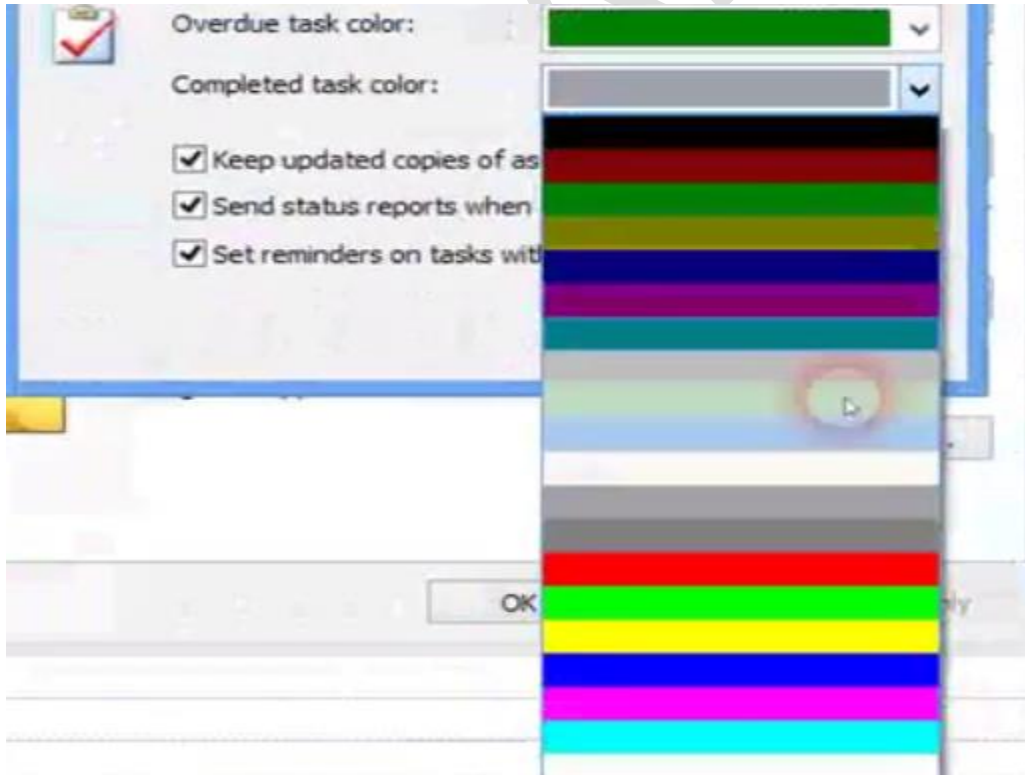 Overdue task color:
Completed task color:
Keep updated copies of as
Send status reports when
Set reminders on tasks wit
OK